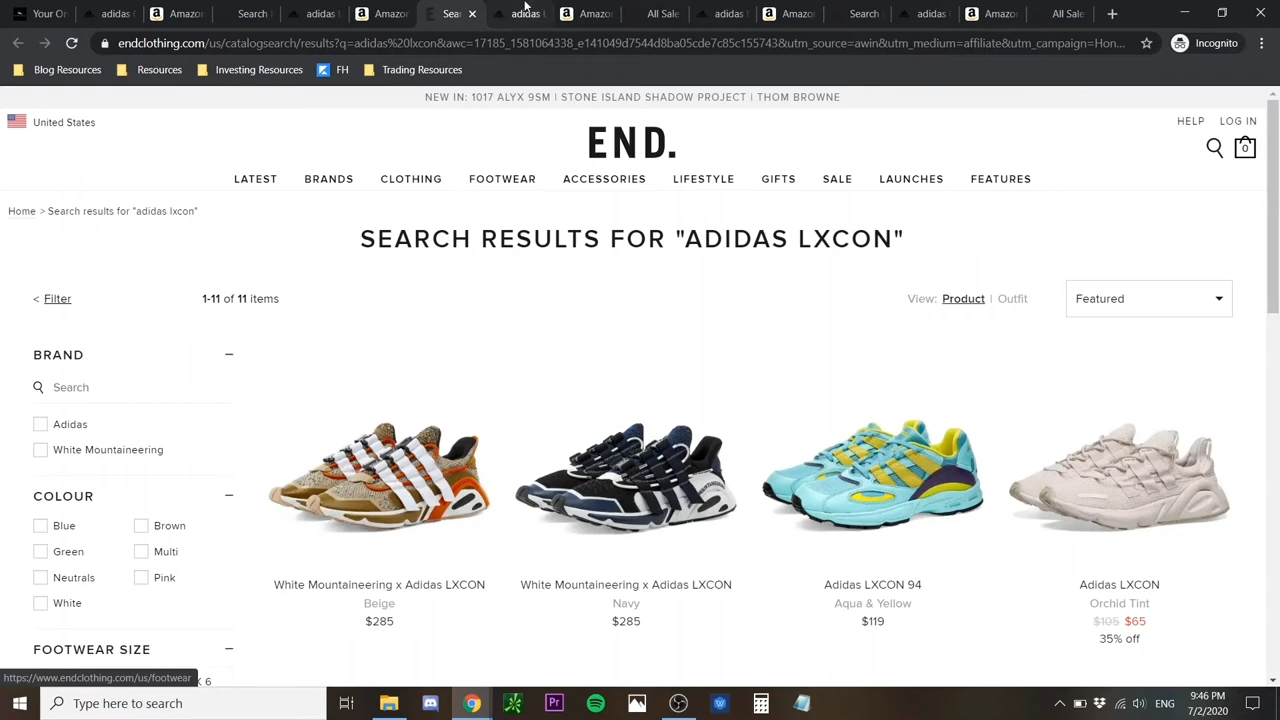 Your On
adidas
Amazon
Search
adidas
Amazon
Sear
adidas
Amazon
All Sale
adidas
Amazon
Search
adidas
Amazon
All Sale
endclothing.com/us/catalogsearch/results?q=adidas%20lxcon&awc=17185_1581064338_e141049d7544d8ba05cde7c85c155743&utm_source=awin&utm_medium=affiliate&utm_campaign=Hon...
Incognito
Blog Resources
Resources
Investing Resources
FH
Trading Resources
NEW IN: 1017 ALYX 9SM | STONE ISLAND SHADOW PROJECT | THOM BROWNE
United States
HELP LOG IN
END.
0
LATEST BRANDS CLOTHING FOOTWEAR ACCESSORIES LIFESTYLE GIFTS SALE LAUNCHES FEATURES
Home > Search results for "adidas lxcon"
SEARCH RESULTS FOR "ADIDAS LXCON"
< Filter
1-11 of 11 items
View: Product | Outfit
Featured
BRAND
Search
Adidas
White Mountaineering
COLOUR
Blue
Brown
Green
Multi
Neutrals
Pink
White
FOOTWEAR SIZE
K 6
White Mountaineering x Adidas LXCON
Beige
$285
White Mountaineering x Adidas LXCON
Navy
$285
Adidas LXCON 94
Aqua & Yellow
$119
Adidas LXCON
Orchid Tint
$105 $65
35% off
https://www.endclothing.com/us/footwear
Type here to search
ENG
9:46 PM
7/2/2020